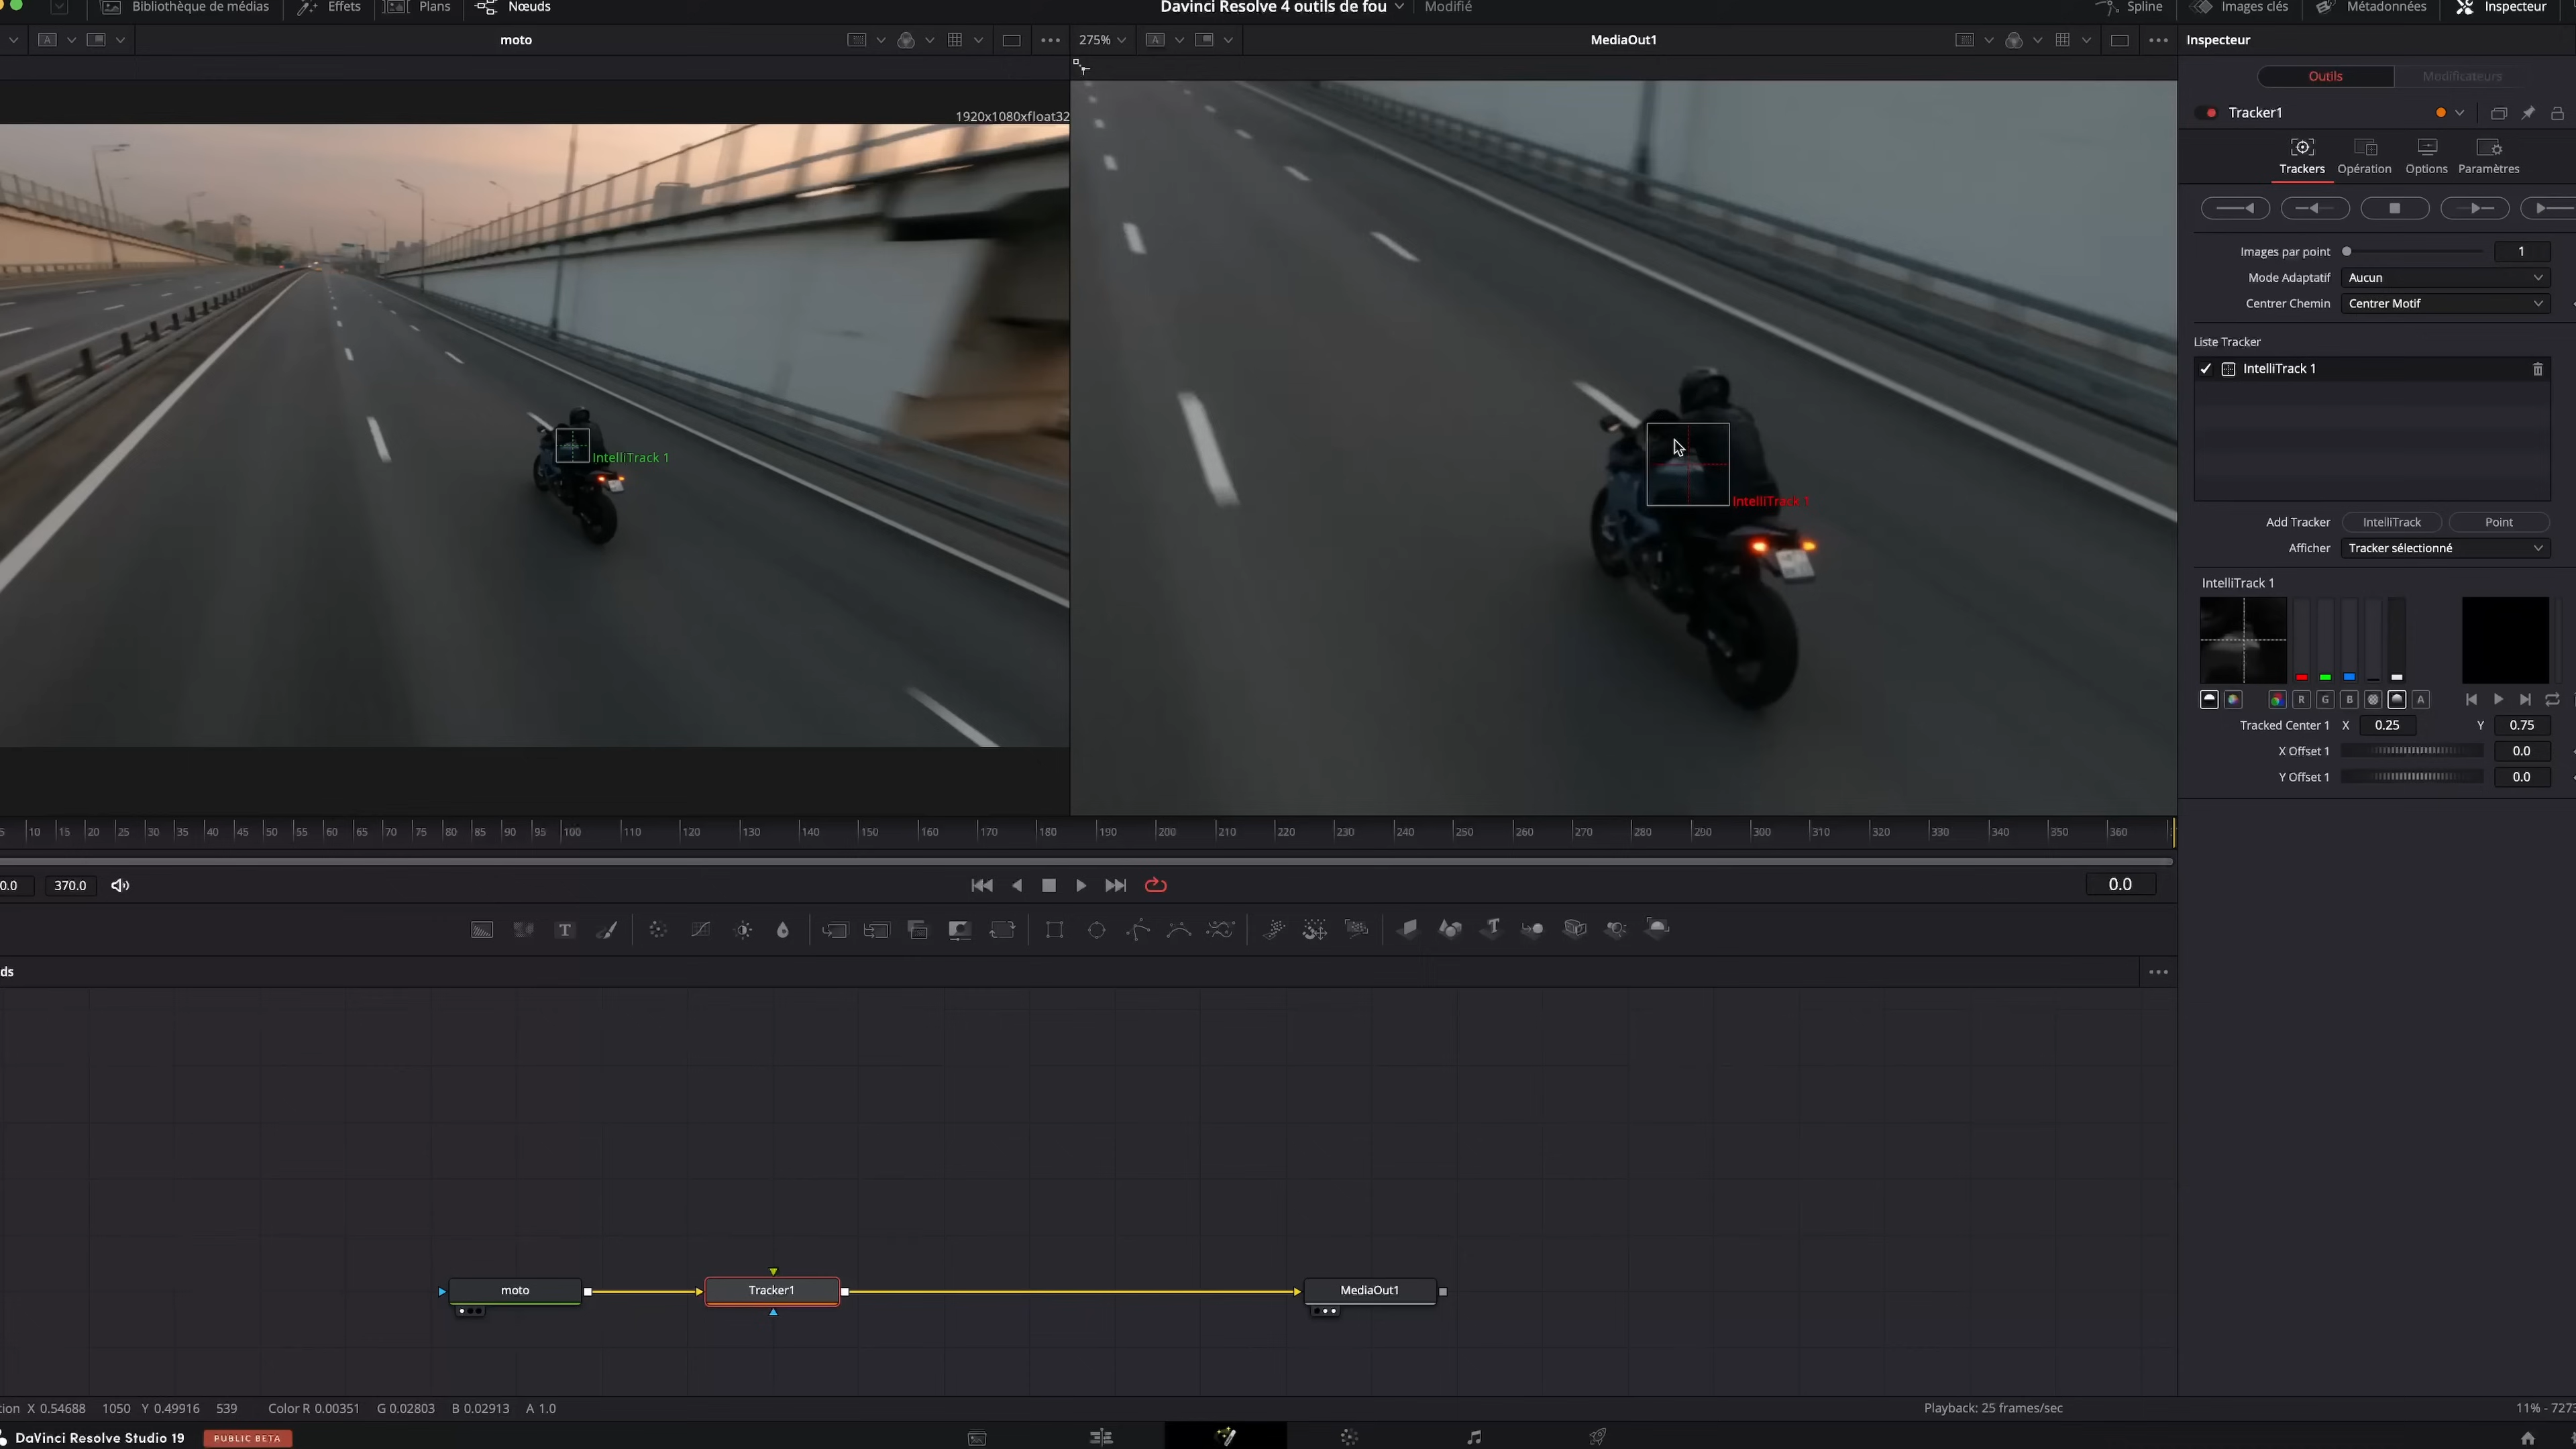 Bibliothèque de médias Effets Plans Nœuds Davinci Resolve 4 outils de fou Modifié Spline Images clés Métadonnées Inspecteur
A moto 275% A MediaOut1 Inspecteur
Outils Modificateurs
1920x1080xfloat32
Tracker1
Trackers Opération Options Paramètres
Images par point 1
Mode Adaptatif Aucun
Centrer Chemin Centrer Motif
Liste Tracker
IntelliTrack 1
IntelliTrack 1
IntelliTrack 1
Add Tracker IntelliTrack Point
Afficher Tracker sélectionné
IntelliTrack 1
R G B A
Tracked Center 1 X 0.25 Y 0.75
X Offset 1 0.0
Y Offset 1 0.0
5 10 15 20 25 30 35 40 45 50 55 60 65 70 75 80 85 90 95 100 110 120 130 140 150 160 170 180 190 200 210 220 230 240 250 260 270 280 290 300 310 320 330 340 350 360
0.0 370.0 0.0
T T
ds
moto Tracker1 MediaOut1
tion X 0.54688 1050 Y 0.49916 539 Color R 0.00351 G 0.02803 B 0.02913 A 1.0 Playback: 25 frames/sec 11% - 7273
DaVinci Resolve Studio 19 PUBLIC BETA